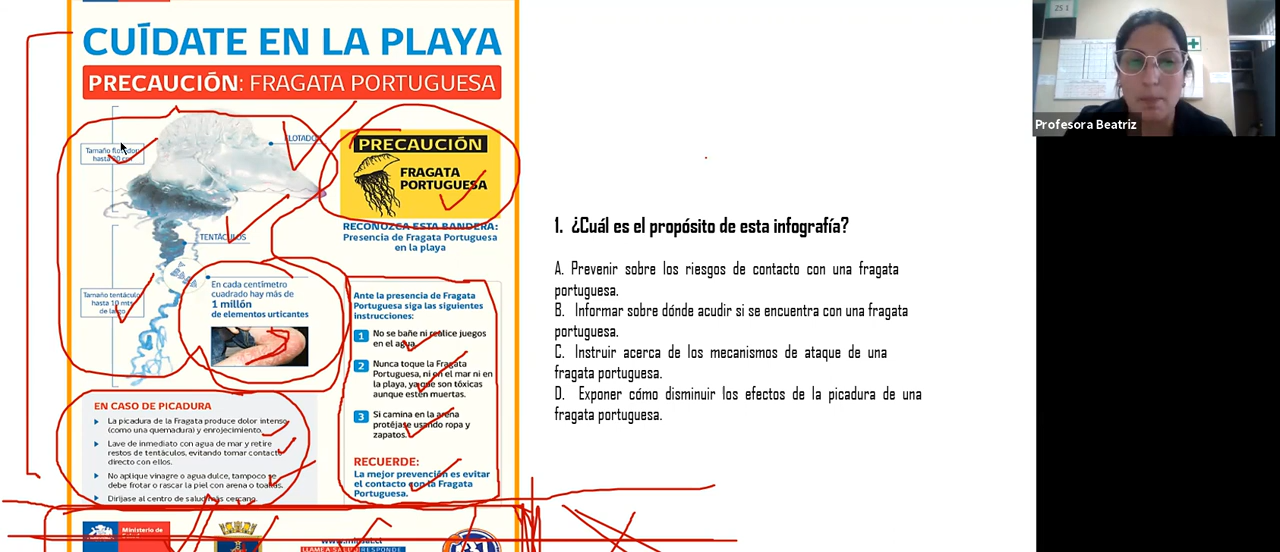 CUÍDATE EN LA PLAYA
PRECAUCIÓN: FRAGATA PORTUGUESA
Tamaño flotador
hasta 30 cm
FLOTADOR
TENTÁCULOS
Tamaño tentáculo
hasta 10 mts
de largo
En cada centímetro
cuadrado hay más de
1 millón
de elementos urticantes
PRECAUCIÓN
FRAGATA
PORTUGUESA
RECONOZCA ESTA BANDERA:
Presencia de Fragata Portuguesa
en la playa
Ante la presencia de Fragata
Portuguesa siga las siguientes
instrucciones:
1 No se bañe ni realice juegos
en el agua.
2 Nunca toque la Fragata
Portuguesa, ni en el mar ni en
la playa, ya que son tóxicas
aunque estén muertas.
3 Si camina en la arena
protéjase usando ropa y
zapatos.
RECUERDE:
La mejor prevención es evitar
el contacto con la Fragata
Portuguesa.
EN CASO DE PICADURA
La picadura de la Fragata produce dolor intenso
(como una quemadura) y enrojecimiento.
Lave de inmediato con agua de mar y retire
restos de tentáculos, evitando tomar contacto
directo con ellos.
No aplique vinagre o agua dulce, tampoco se
debe frotar o rascar la piel con arena o toallas.
Diríjase al centro de salud más cercano.
Ministerio de
Salud
www.minsal.cl
1. ¿Cuál es el propósito de esta infografía?
A. Prevenir sobre los riesgos de contacto con una fragata
portuguesa.
B. Informar sobre dónde acudir si se encuentra con una fragata
portuguesa.
C. Instruir acerca de los mecanismos de ataque de una
fragata portuguesa.
D. Exponer cómo disminuir los efectos de la picadura de una
fragata portuguesa.
Profesora Beatriz